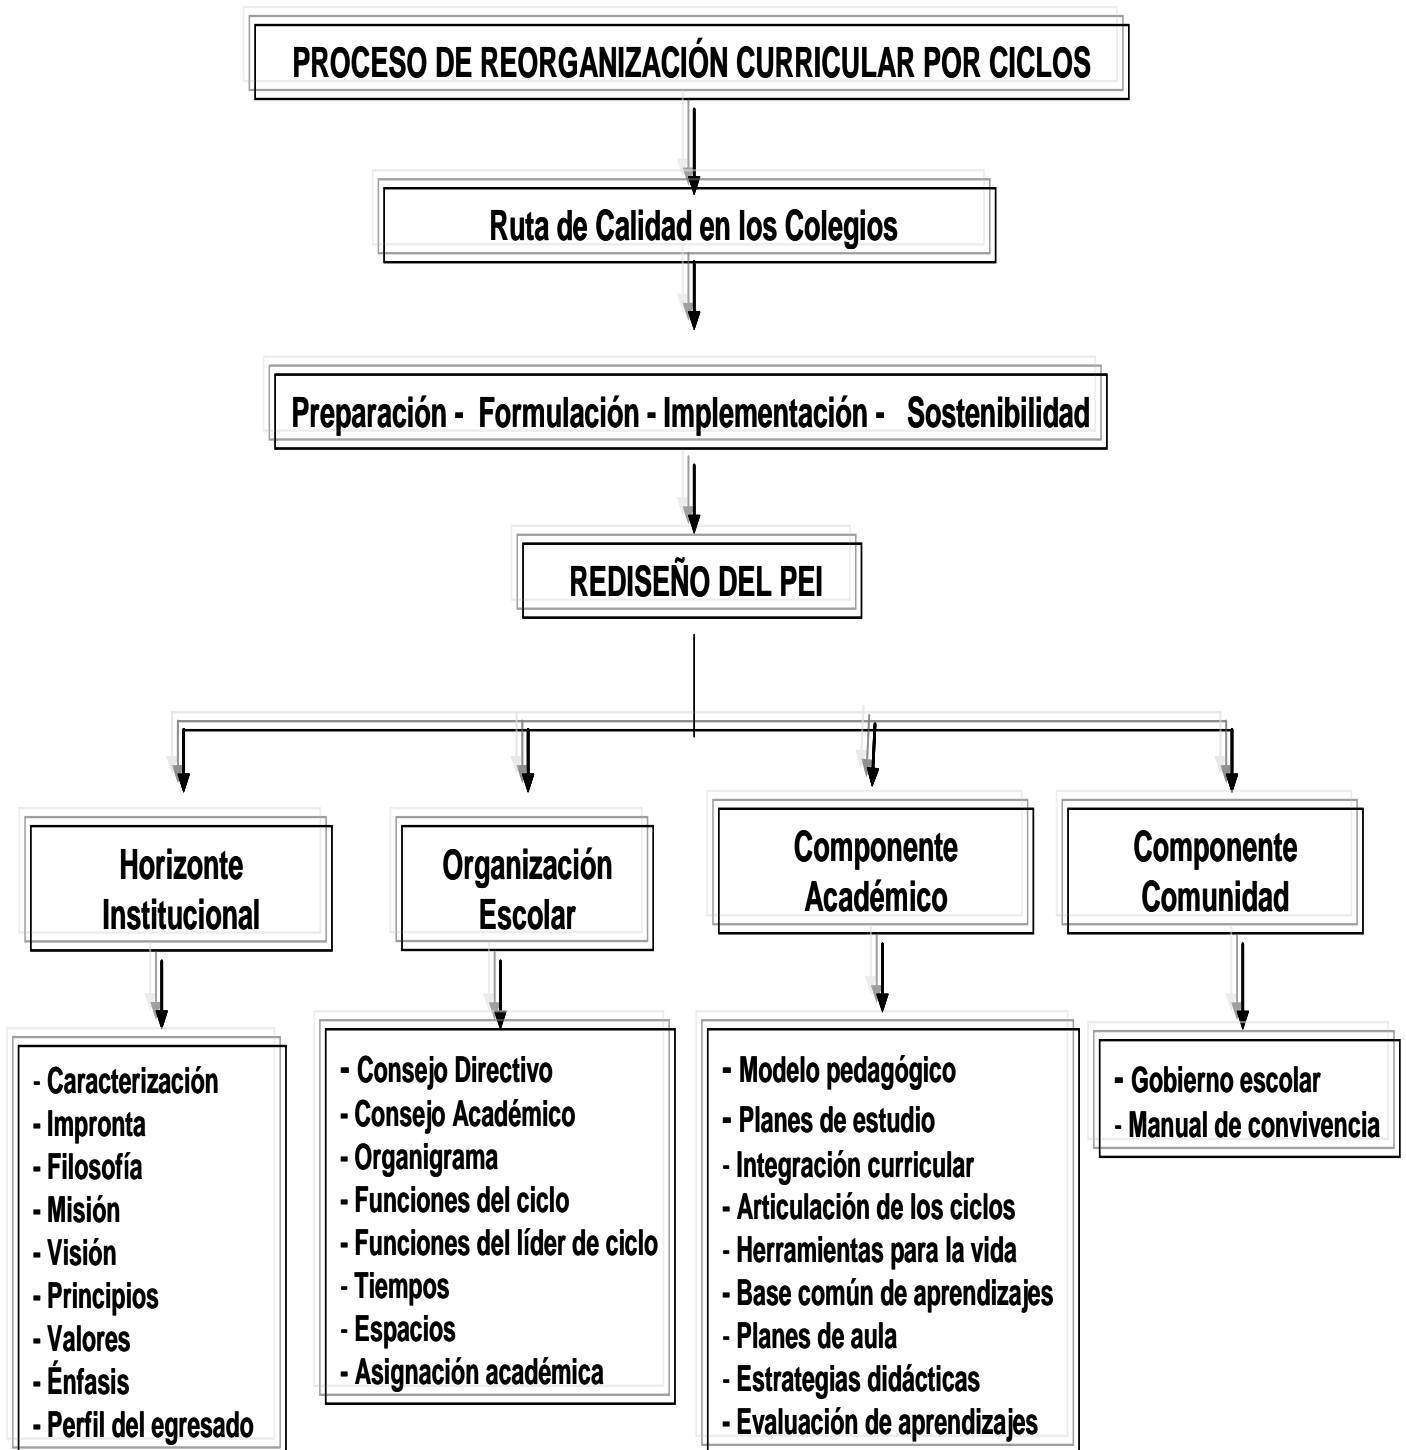 PROCESO DE REORGANIZACIÓN CURRICULAR POR CICLOS
Ruta de Calidad en los Colegios
Preparación - Formulación - Implementación - Sostenibilidad
REDISEÑO DEL PEI
Horizonte
Institucional
Organización
Escolar
Componente
Académico
Componente
Comunidad
- Caracterización
- Impronta
- Filosofía
- Misión
- Visión
- Principios
- Valores
- Énfasis
- Perfil del egresado
- Consejo Directivo
- Consejo Académico
- Organigrama
- Funciones del ciclo
- Funciones del líder de ciclo
- Tiempos
- Espacios
- Asignación académica
- Modelo pedagógico
- Planes de estudio
- Integración curricular
- Articulación de los ciclos
- Herramientas para la vida
- Base común de aprendizajes
- Planes de aula
- Estrategias didácticas
- Evaluación de aprendizajes
- Gobierno escolar
- Manual de convivencia